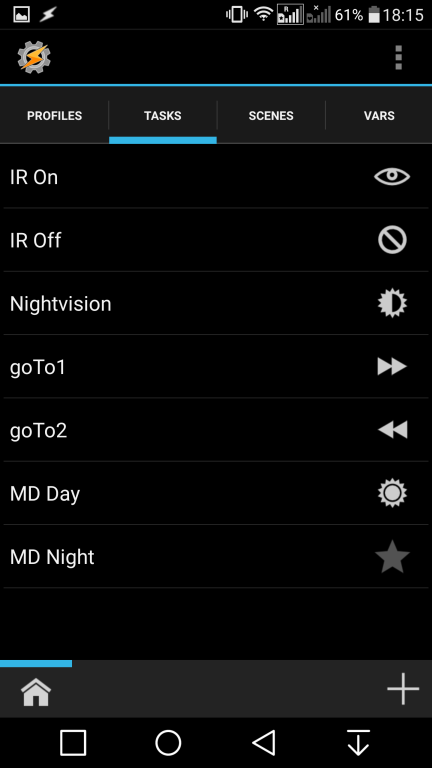 R
61% 18:15
PROFILES TASKS SCENES VARS
IR On
IR Off
Nightvision
goTo1
goTo2
MD Day
MD Night